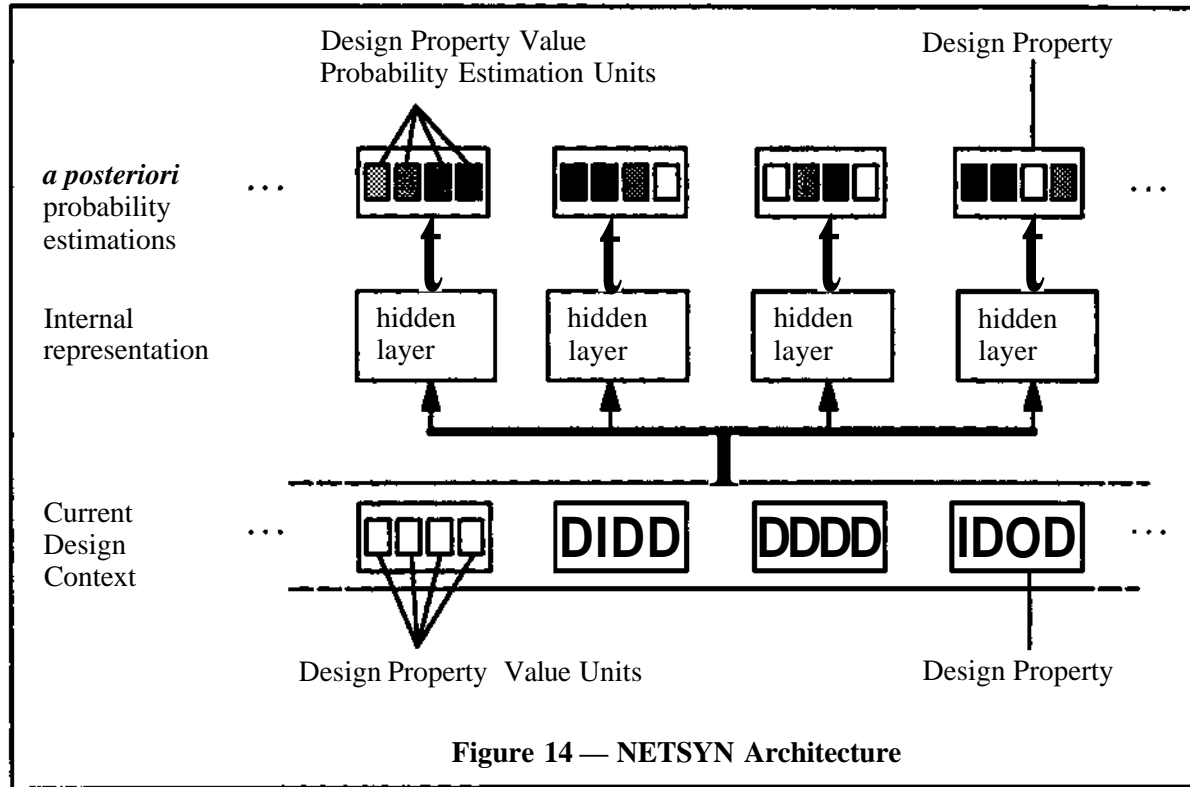 Design Property Value
Probability Estimation Units
Design Property
a posteriori
probability
estimations
...
...
t t t t
Internal
representation
hidden
layer
hidden
layer
hidden
layer
hidden
layer
Current
Design
Context
...
DIDD
DDDD
IDOD
...
Design Property Value Units
Design Property
Figure 14 — NETSYN Architecture